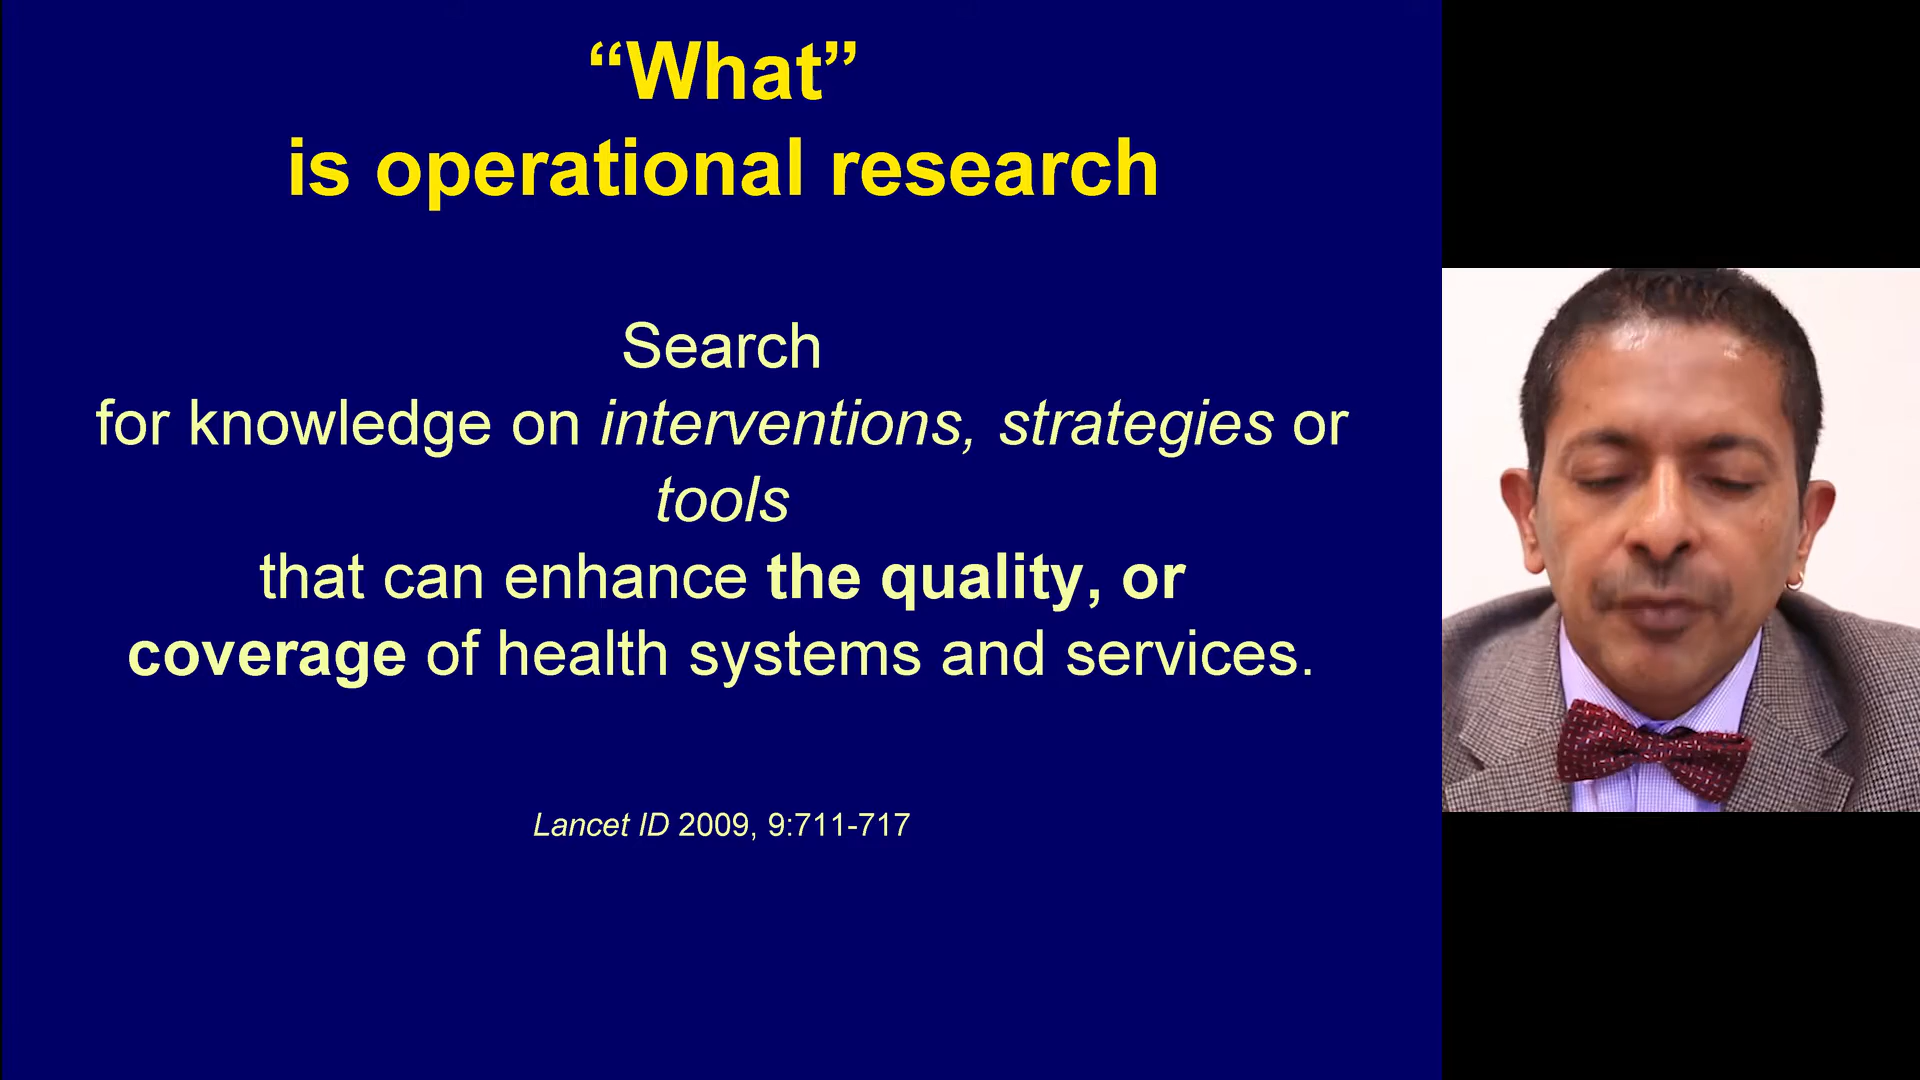 “What”
is operational research
Search
for knowledge on interventions, strategies or
tools
that can enhance the quality, or
coverage of health systems and services.
Lancet ID 2009, 9:711-717